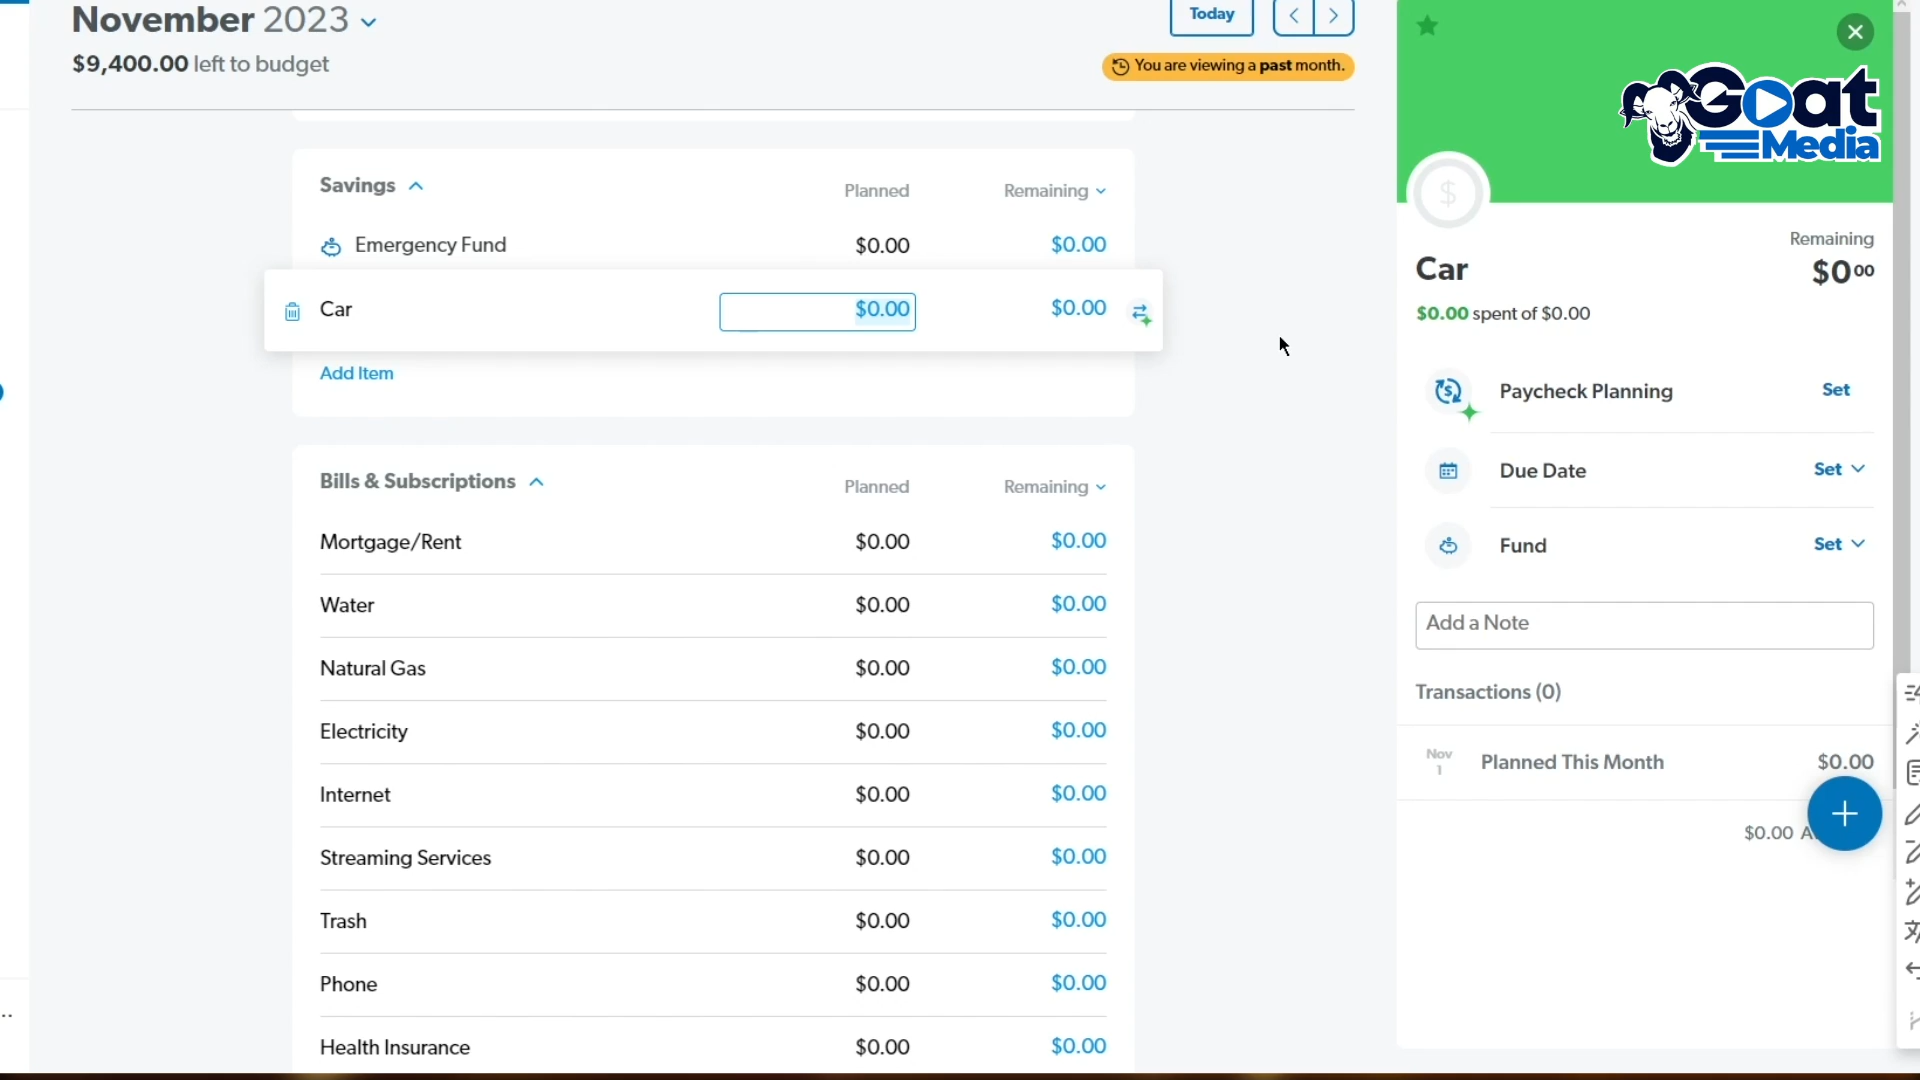 November 2023
$9,400.00 left to budget
Today
You are viewing a past month.
Savings
Planned
Remaining
Emergency Fund
$0.00
$0.00
Car
$0.00
$0.00
Add Item
Bills & Subscriptions
Planned
Remaining
Mortgage/Rent
$0.00
$0.00
Water
$0.00
$0.00
Natural Gas
$0.00
$0.00
Electricity
$0.00
$0.00
Internet
$0.00
$0.00
Streaming Services
$0.00
$0.00
Trash
$0.00
$0.00
Phone
$0.00
$0.00
Health Insurance
$0.00
$0.00
Goat
Media
Remaining
Car
$000
$0.00 spent of $0.00
Paycheck Planning
Set
Due Date
Set
Fund
Set
Add a Note
Transactions (0)
Nov
1
Planned This Month
$0.00
$0.00